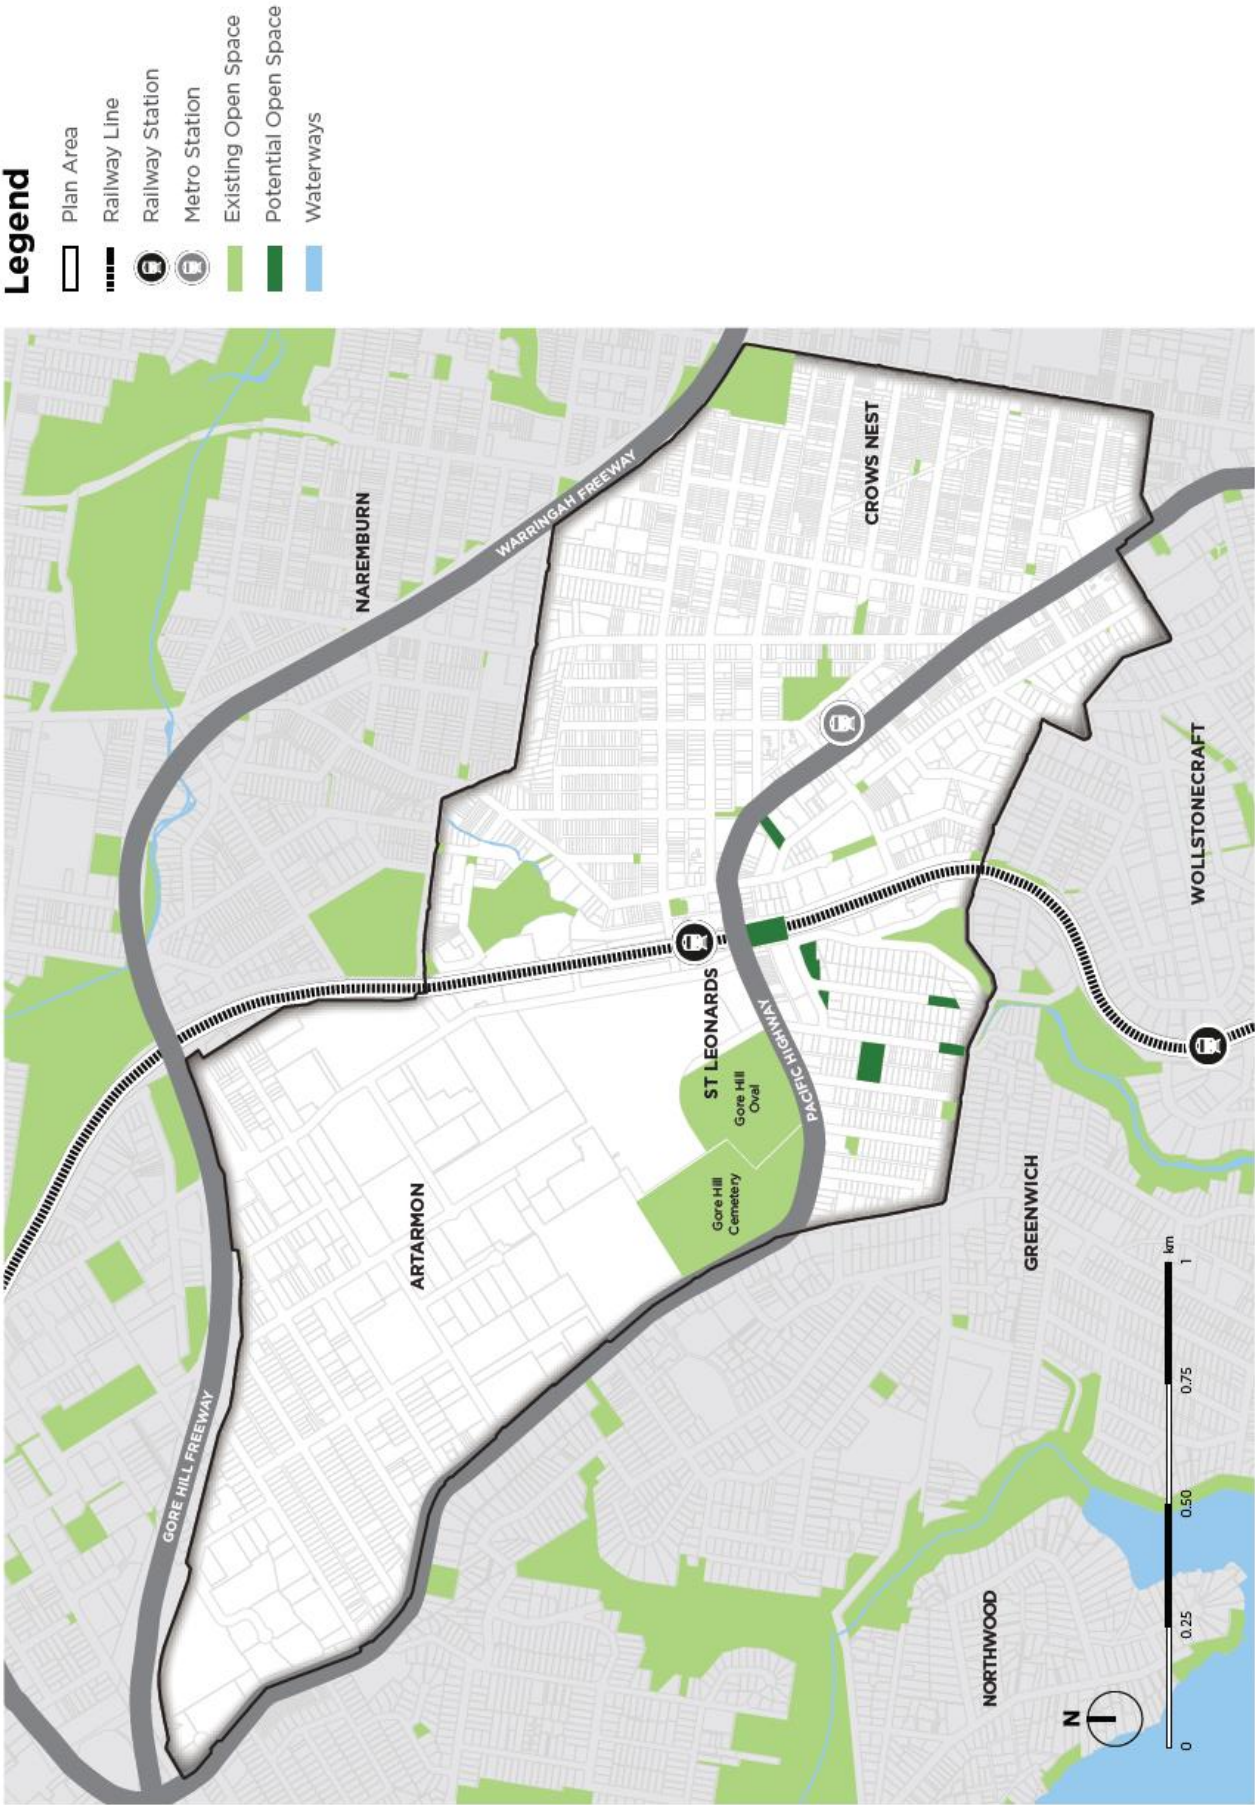 Legend
Plan Area
Railway Line
Railway Station
Metro Station
Existing Open Space
Potential Open Space
Waterways
GORE HILL FREEWAY
NAREMBURN
WARRINGAH FREEWAY
ARTARMON
ST LEONARDS
Gore Hill
Cemetery
Gore Hill
Oval
PACIFIC HIGHWAY
CROWS NEST
GREENWICH
WOLLSTONECRAFT
NORTHWOOD
N
km
0
0.25
0.50
0.75
1